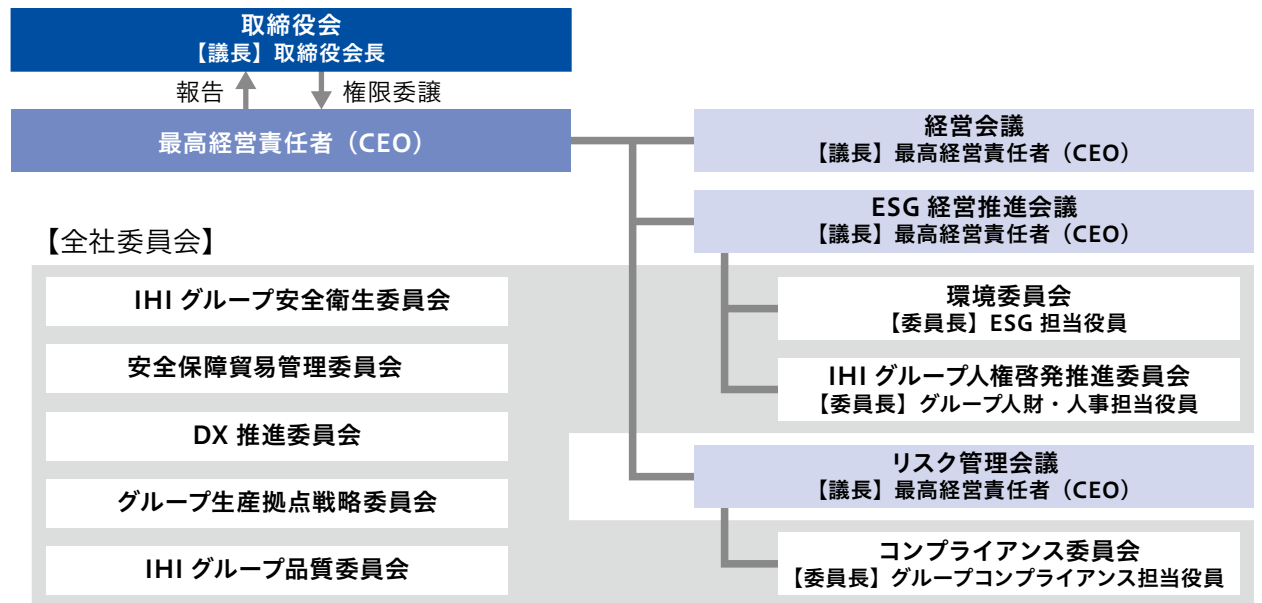 取締役会
【議長】取締役会長
報告
権限委譲
最高経営責任者（CEO）
経営会議
【議長】最高経営責任者（CEO）
ESG 経営推進会議
【議長】最高経営責任者（CEO）
【全社委員会】
IHI グループ安全衛生委員会
安全保障貿易管理委員会
DX 推進委員会
グループ生産拠点戦略委員会
IHI グループ品質委員会
環境委員会
【委員長】ESG 担当役員
IHI グループ人権啓発推進委員会
【委員長】グループ人財・人事担当役員
リスク管理会議
【議長】最高経営責任者（CEO）
コンプライアンス委員会
【委員長】グループコンプライアンス担当役員